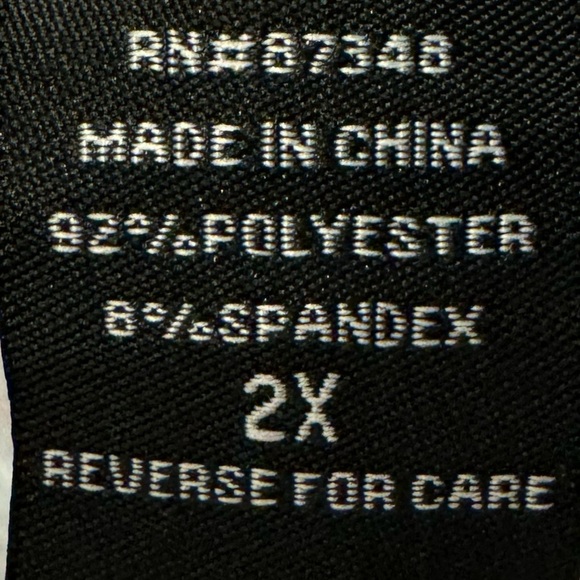 RN#87348
MADE IN CHINA
92%POLYESTER
8%SPANDEX
2X
REVERSE FOR CARE